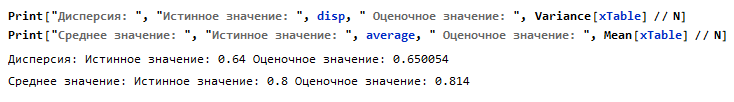 Print["Дисперсия: ", "Истинное значение: ", disp, " Оценочное значение: ", Variance[xTable] // N]
Print["Среднее значение: ", "Истинное значение: ", average, " Оценочное значение: ", Mean[xTable] // N]
Дисперсия: Истинное значение: 0.64 Оценочное значение: 0.650054
Среднее значение: Истинное значение: 0.8 Оценочное значение: 0.814